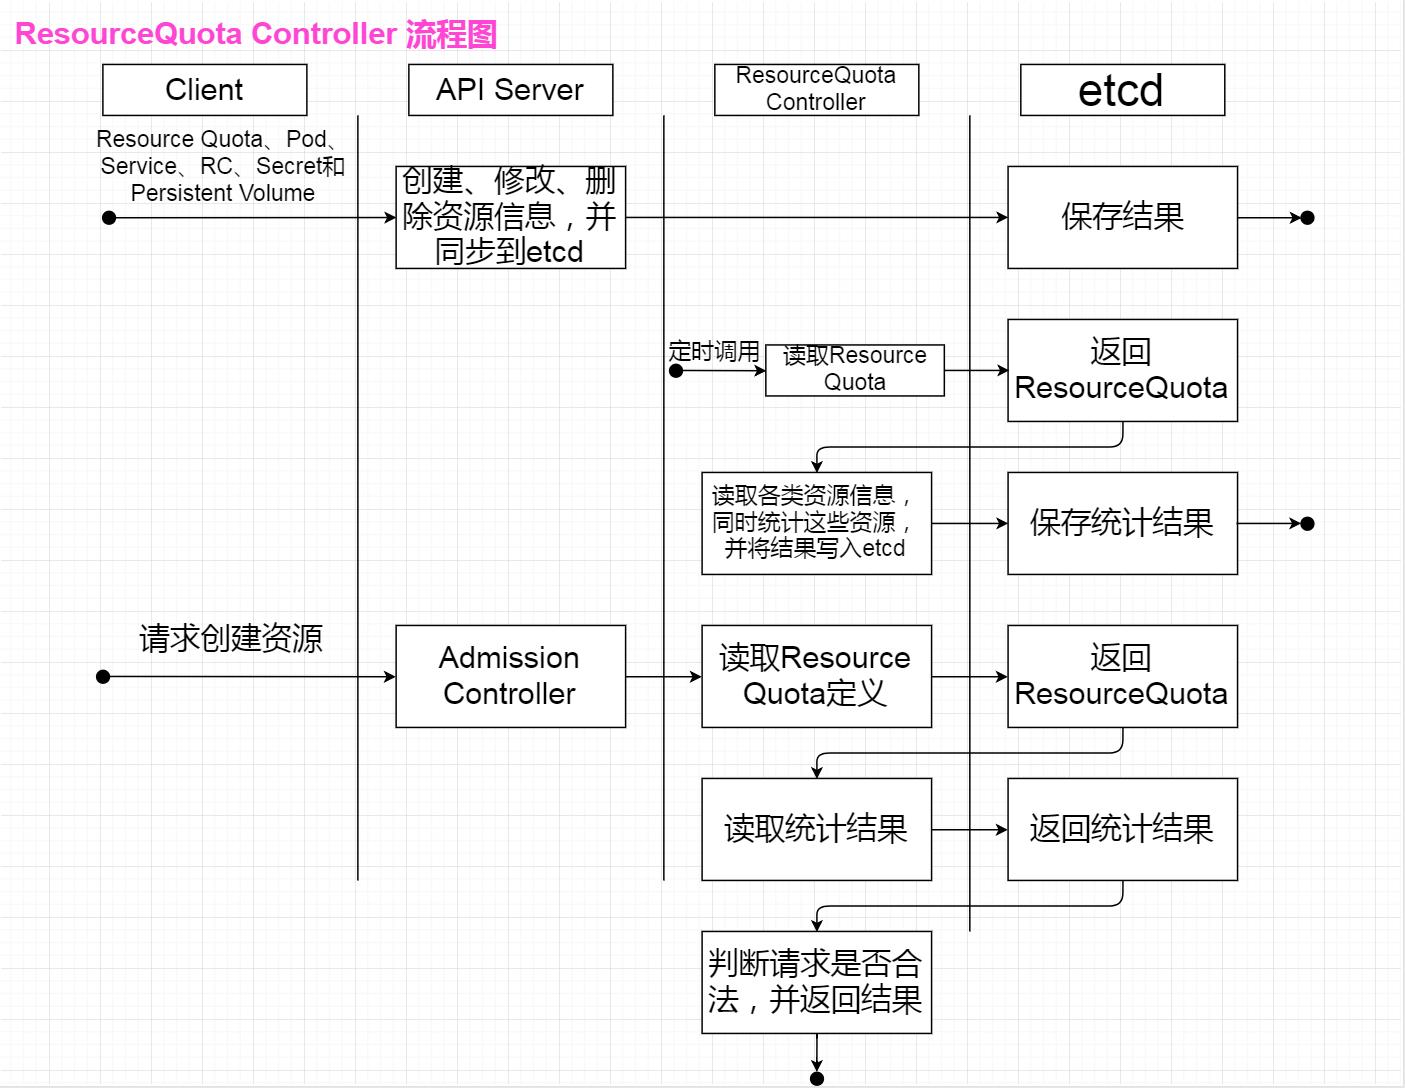 ResourceQuota Controller 流程图
Client
API Server
ResourceQuota
Controller
etcd
Resource Quota、Pod、
Service、RC、Secret和
Persistent Volume
创建、修改、删
除资源信息，并
同步到etcd
保存结果
定时调用
读取Resource
Quota
返回
ResourceQuota
读取各类资源信息，
同时统计这些资源，
并将结果写入etcd
保存统计结果
请求创建资源
Admission
Controller
读取Resource
Quota定义
返回
ResourceQuota
读取统计结果
返回统计结果
判断请求是否合
法，并返回结果